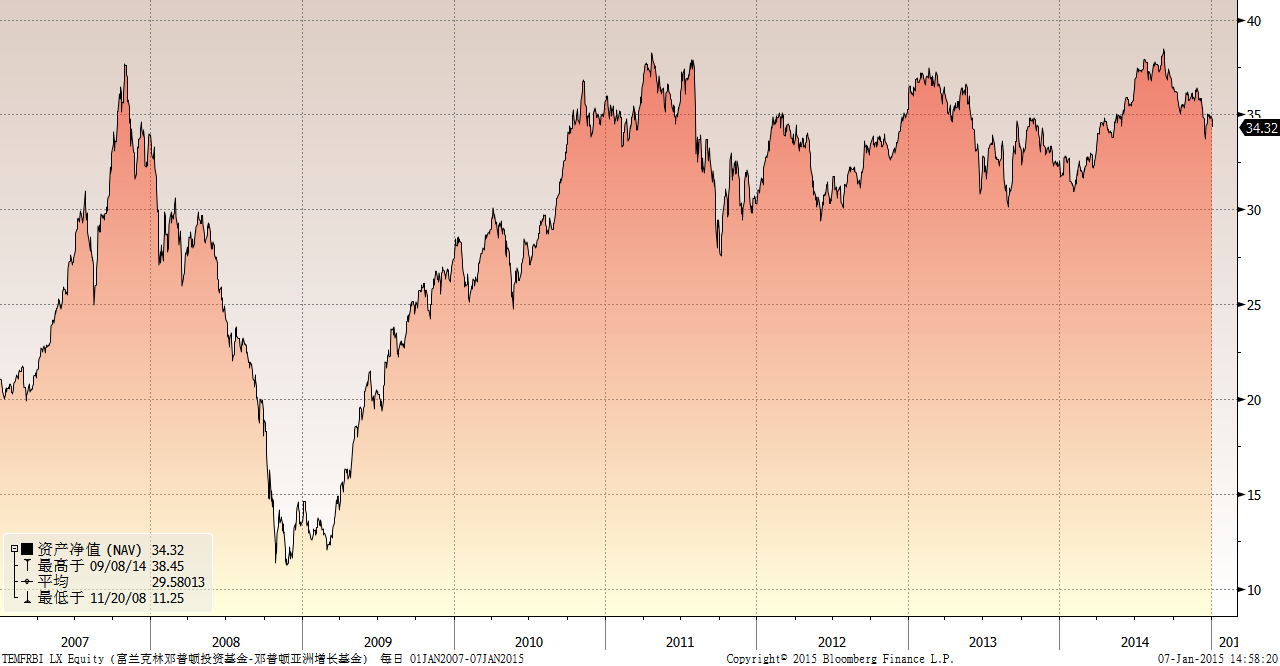 40
35
34.32
30
25
20
15
10
资产净值 (NAV) 34.32
最高于 09/08/14 38.45
平均 29.58013
最低于 11/20/08 11.25
2007 2008 2009 2010 2011 2012 2013 2014 201
TEMFRBI LX Equity (富兰克林邓普顿投资基金-邓普顿亚洲增长基金) 每日 01JAN2007-07JAN2015 Copyright© 2015 Bloomberg Finance L.P. 07-Jan-2015 14:58:20